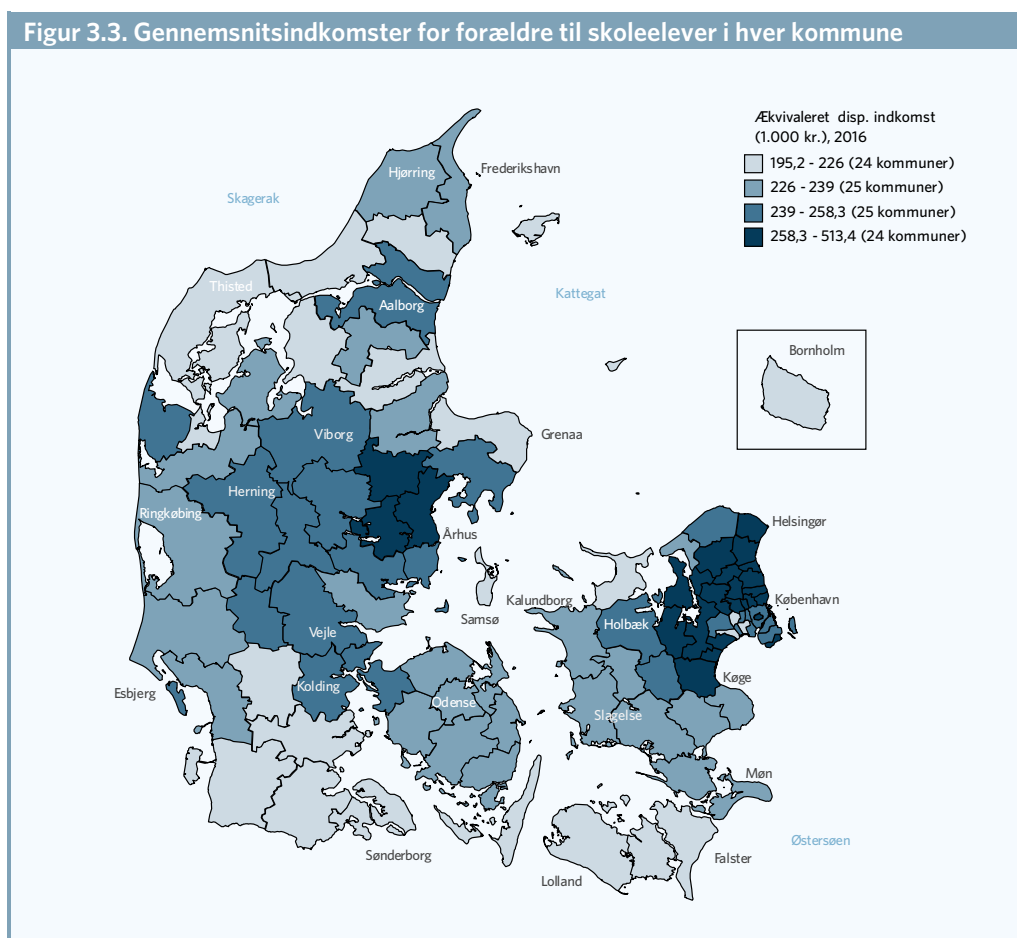 Figur 3.3. Gennemsnitsindkomster for forældre til skoleelever i hver kommune
Ækvivaleret disp. indkomst
(1.000 kr.), 2016
195,2 - 226 (24 kommuner)
226 - 239 (25 kommuner)
239 - 258,3 (25 kommuner)
258,3 - 513,4 (24 kommuner)
Hjørring
Frederikshavn
Skagerak
Thisted
Kattegat
Aalborg
Bornholm
Viborg
Grenaa
Herning
Ringkøbing
Helsingør
Århus
Kalundborg
København
Samsø
Holbæk
Vejle
Køge
Esbjerg
Kolding
Odense
Slagelse
Møn
Østersøen
Sønderborg
Falster
Lolland